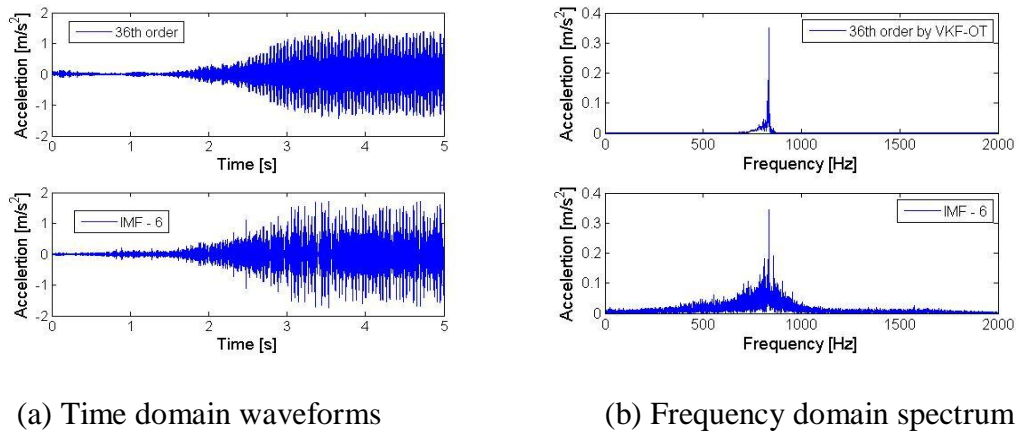 Accelertion [m/s²]
2
1
0
-1
-2
36th order
0 1 2 3 4 5
Time [s]
Accelertion [m/s²]
0.4
0.3
0.2
0.1
0
36th order by VKF-OT
0 500 1000 1500 2000
Frequency [Hz]
Accelertion [m/s²]
2
1
0
-1
-2
IMF - 6
0 1 2 3 4 5
Time [s]
Accelertion [m/s²]
0.4
0.3
0.2
0.1
0
IMF - 6
0 500 1000 1500 2000
Frequency [Hz]
(a) Time domain waveforms
(b) Frequency domain spectrum